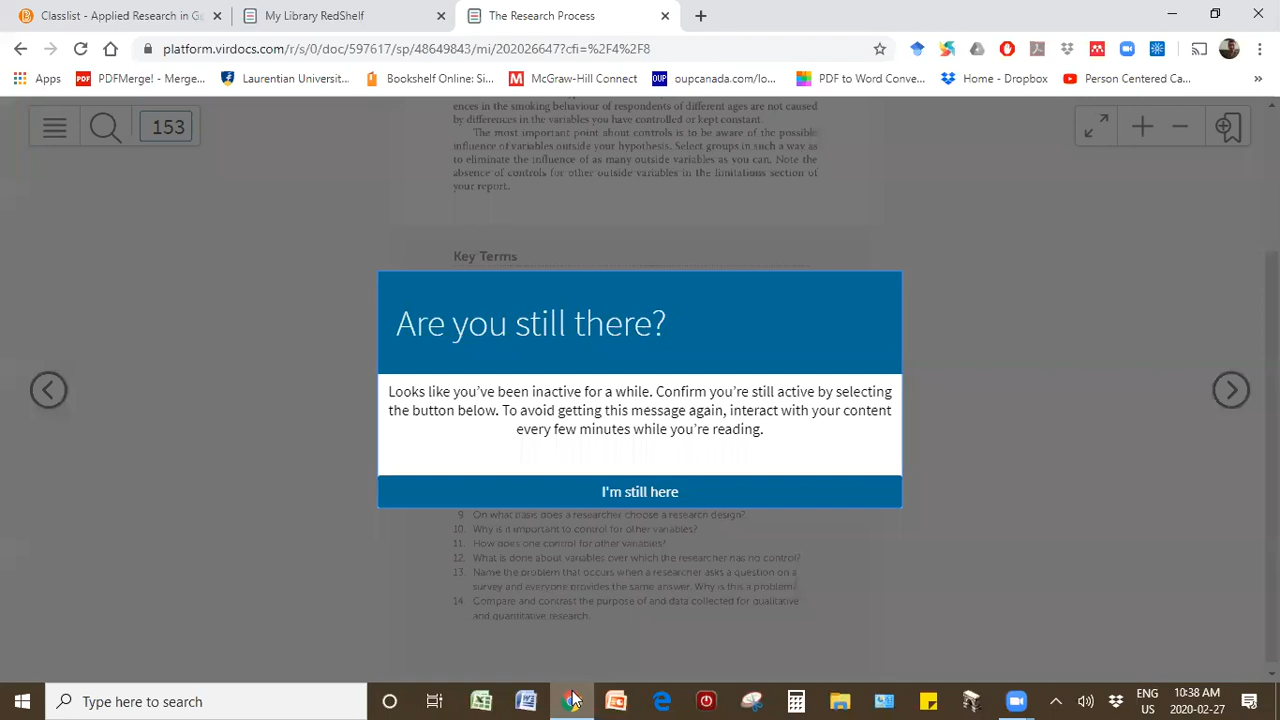 Classlist - Applied Research in Ge
My Library RedShelf
The Research Process
platform.virdocs.com/r/s/0/doc/597617/sp/48649843/mi/202026647?cfi=%2F4%2F8
Apps
PDFMerge! - Merge...
Laurentian Universit...
Bookshelf Online: Si...
McGraw-Hill Connect
oupcanada.com/lo...
PDF to Word Conve...
Home - Dropbox
Person Centered Ca...
153
ences in the smoking behaviour of respondents of different ages are not caused
by differences in the variables you have controlled or kept constant.
The most important point about controls is to be aware of the possible
influence of variables outside your hypothesis. Select groups in such a way as
to eliminate the influence of as many outside variables as you can. Note the
absence of controls for other outside variables in the limitations section of
your report.
Key Terms
Are you still there?
Looks like you've been inactive for a while. Confirm you're still active by selecting
the button below. To avoid getting this message again, interact with your content
every few minutes while you're reading.
I'm still here
9. On what basis does a researcher choose a research design?
10. Why is it important to control for other variables?
11. How does one control for other variables?
12. What is done about variables over which the researcher has no control?
13. Name the problem that occurs when a researcher asks a question on a
survey and everyone provides the same answer. Why is this a problem?
14. Compare and contrast the purpose of and data collected for qualitative
and quantitative research.
Type here to search
ENG
US
10:38 AM
2020-02-27